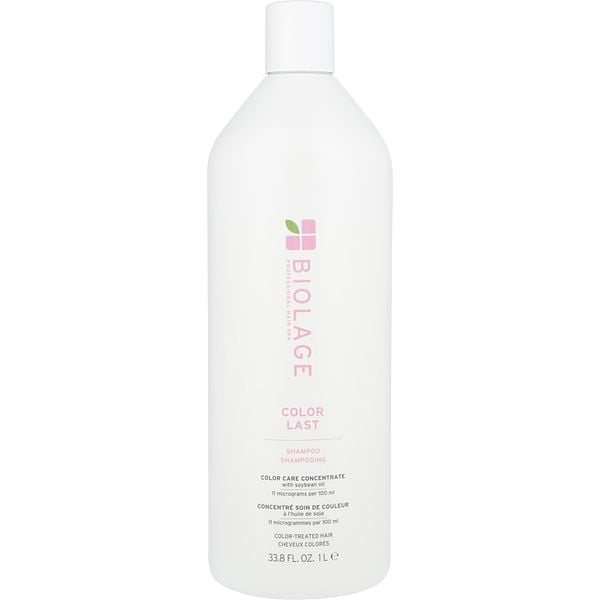 BIOLAGE
PROFESSIONAL HAIR SPA
COLOR
LAST
SHAMPOO
SHAMPOOING
COLOR CARE CONCENTRATE
with soybean oil
11 micrograms per 100 ml
CONCENTRÉ SOIN DE COULEUR
à l'huile de soja
11 microgrammes par 100 ml
COLOR-TREATED HAIR
CHEVEUX COLORÉS
33.8 FL. OZ. 1 L ℮